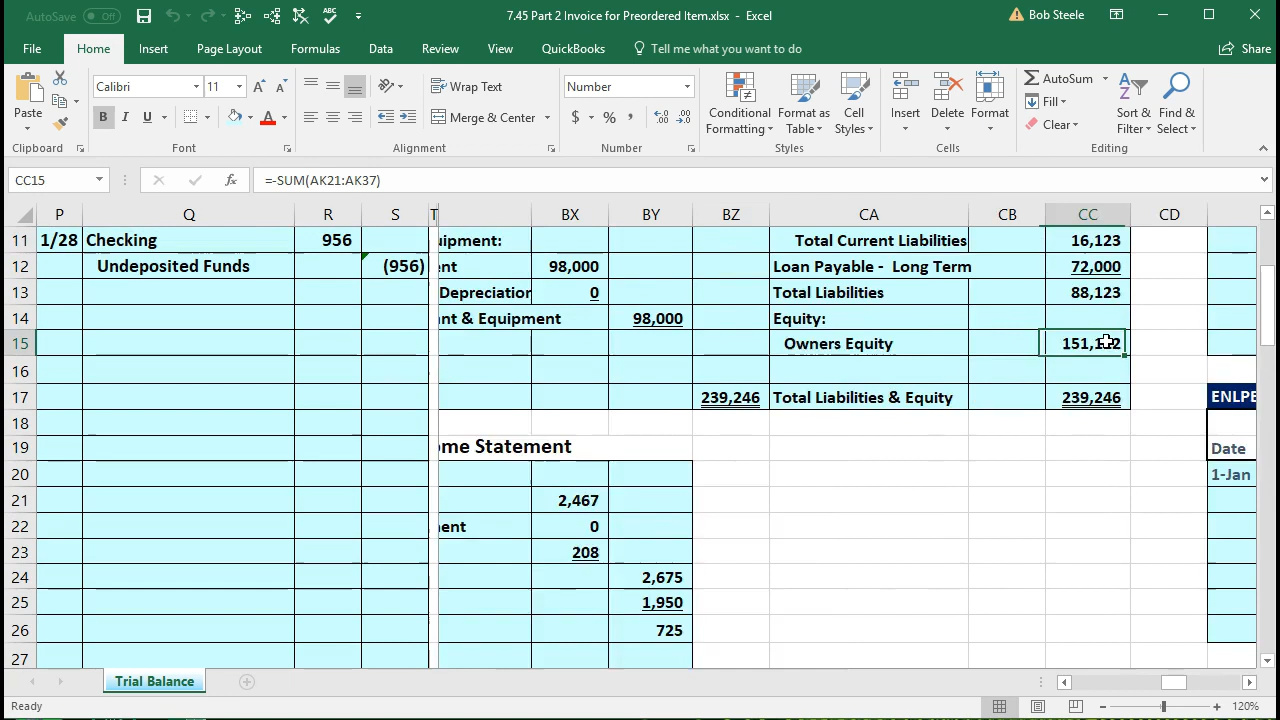 AutoSave Off 7.45 Part 2 Invoice for Preordered Item.xlsx - Excel Bob Steele
File Home Insert Page Layout Formulas Data Review View QuickBooks Tell me what you want to do Share
Paste Calibri 11 Wrap Text Number Conditional Formatting Format as Table Cell Styles Insert Delete Format AutoSum Sort & Filter Find & Select
B I U A Merge & Center $ % , Fill Clear
Clipboard Font Alignment Number Styles Cells Editing
CC15 fx =-SUM(AK21:AK37)
P Q R S T BX BY BZ CA CB CC CD
11 1/28 Checking 956 uipment: Total Current Liabilities 16,123
12 Undeposited Funds (956) ent 98,000 Loan Payable - Long Term 72,000
13 Depreciation 0 Total Liabilities 88,123
14 ant & Equipment 98,000 Equity:
15 Owners Equity
16
17 239,246 Total Liabilities & Equity 239,246 ENLPE
18
19 ome Statement Date
20 1-Jan
21 2,467
22 ment 0
23 208
24 2,675
25 1,950
26 725
27
Trial Balance
Ready 120%